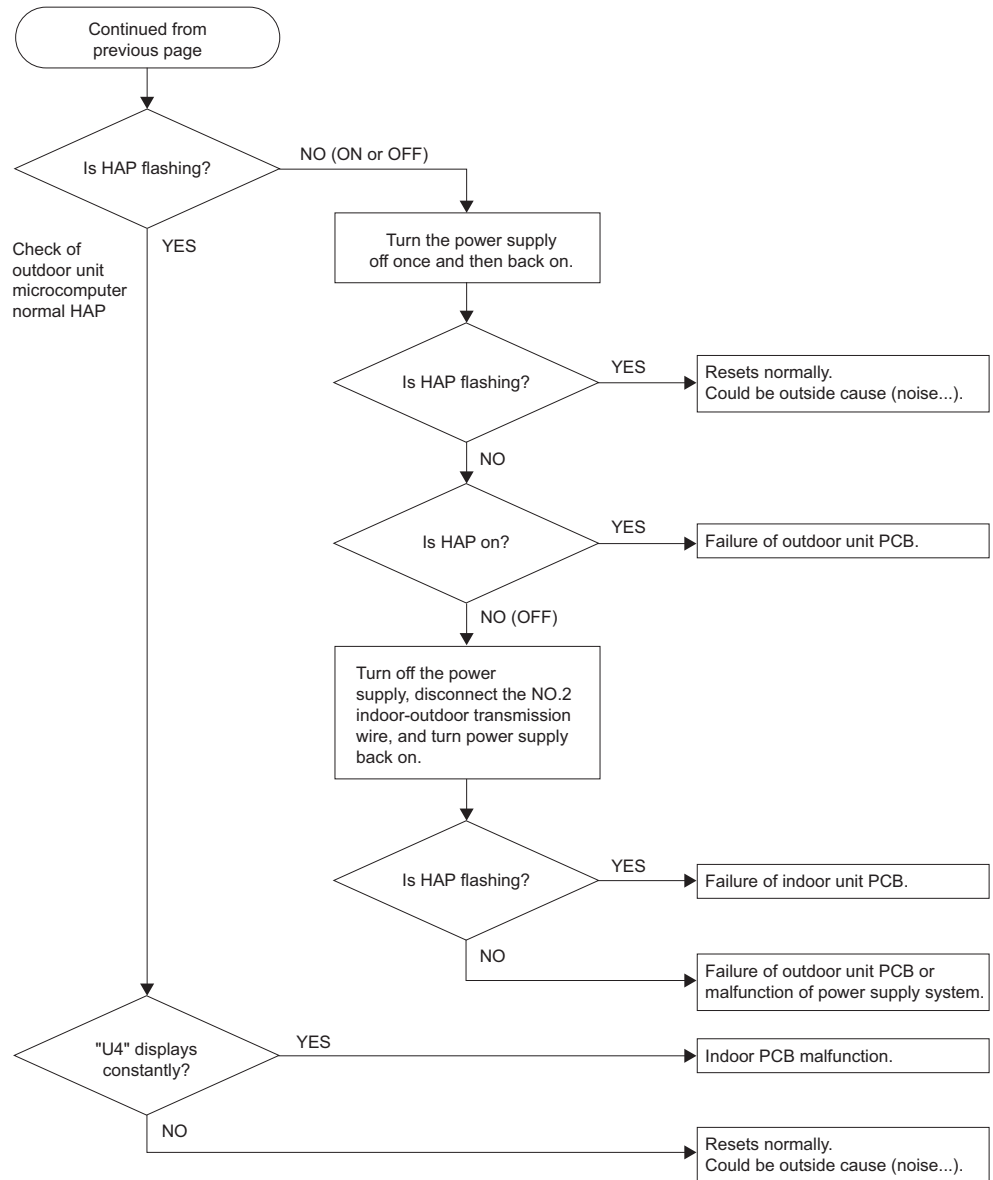 Continued from
previous page
Is HAP flashing?
NO (ON or OFF)
Check of
outdoor unit
microcomputer
normal HAP
YES
Turn the power supply
off once and then back on.
Is HAP flashing?
YES
Resets normally.
Could be outside cause (noise...).
NO
Is HAP on?
YES
Failure of outdoor unit PCB.
NO (OFF)
Turn off the power
supply, disconnect the NO.2
indoor-outdoor transmission
wire, and turn power supply
back on.
Is HAP flashing?
YES
Failure of indoor unit PCB.
NO
Failure of outdoor unit PCB or
malfunction of power supply system.
"U4" displays
constantly?
YES
Indoor PCB malfunction.
NO
Resets normally.
Could be outside cause (noise...).